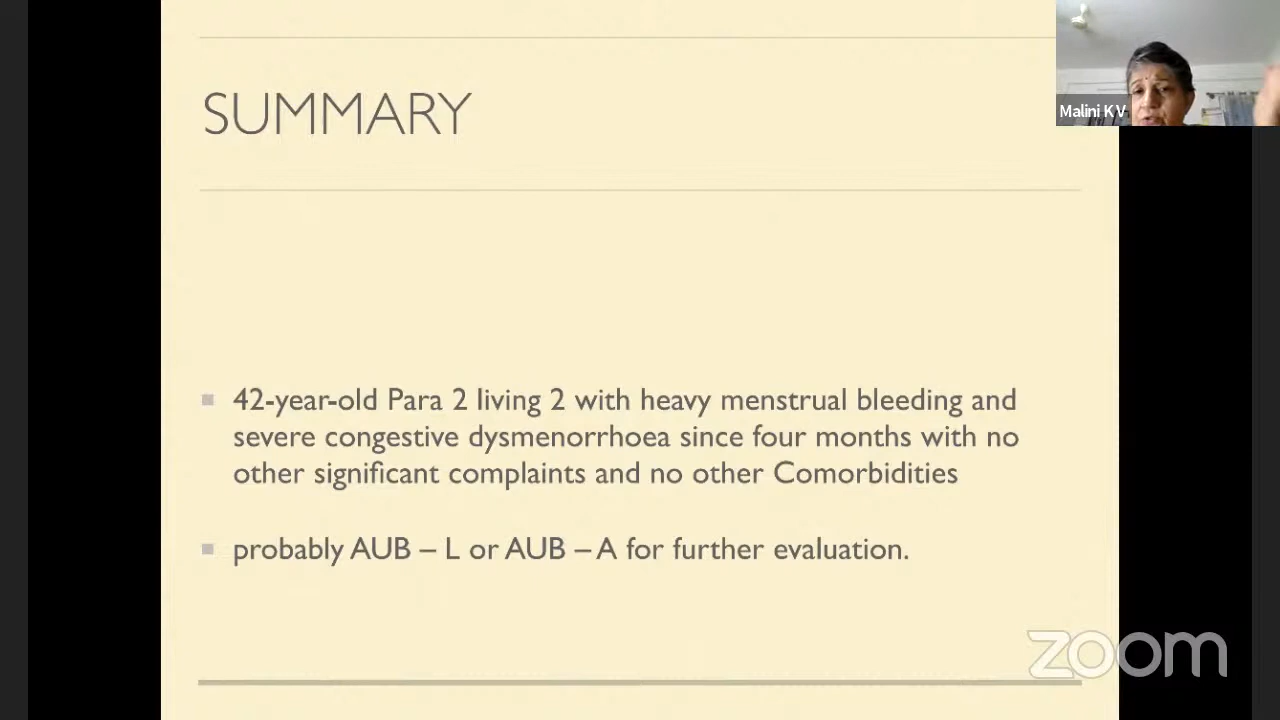 SUMMARY
Malini K V
42-year-old Para 2 living 2 with heavy menstrual bleeding and
severe congestive dysmenorrhoea since four months with no
other significant complaints and no other Comorbidities
probably AUB – L or AUB – A for further evaluation.
zoom